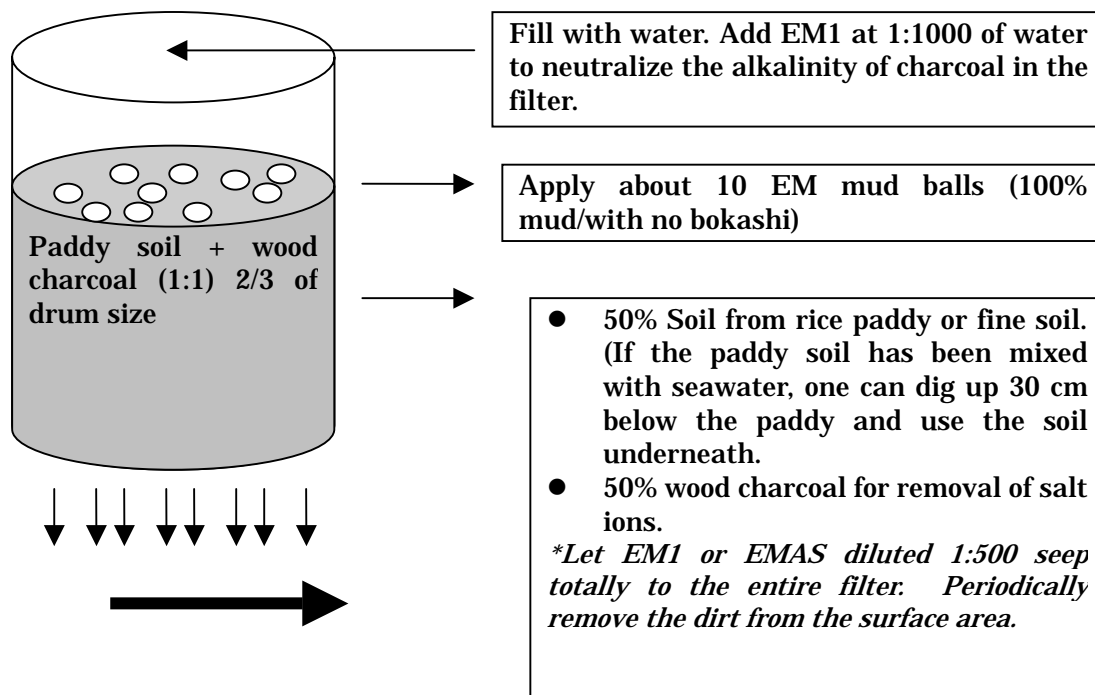 Fill with water. Add EM1 at 1:1000 of water
to neutralize the alkalinity of charcoal in the
filter.
Apply about 10 EM mud balls (100%
mud/with no bokashi)
Paddy soil + wood
charcoal (1:1) 2/3 of
drum size
● 50% Soil from rice paddy or fine soil.
(If the paddy soil has been mixed
with seawater, one can dig up 30 cm
below the paddy and use the soil
underneath.
● 50% wood charcoal for removal of salt
ions.
*Let EM1 or EMAS diluted 1:500 seep
totally to the entire filter. Periodically
remove the dirt from the surface area.